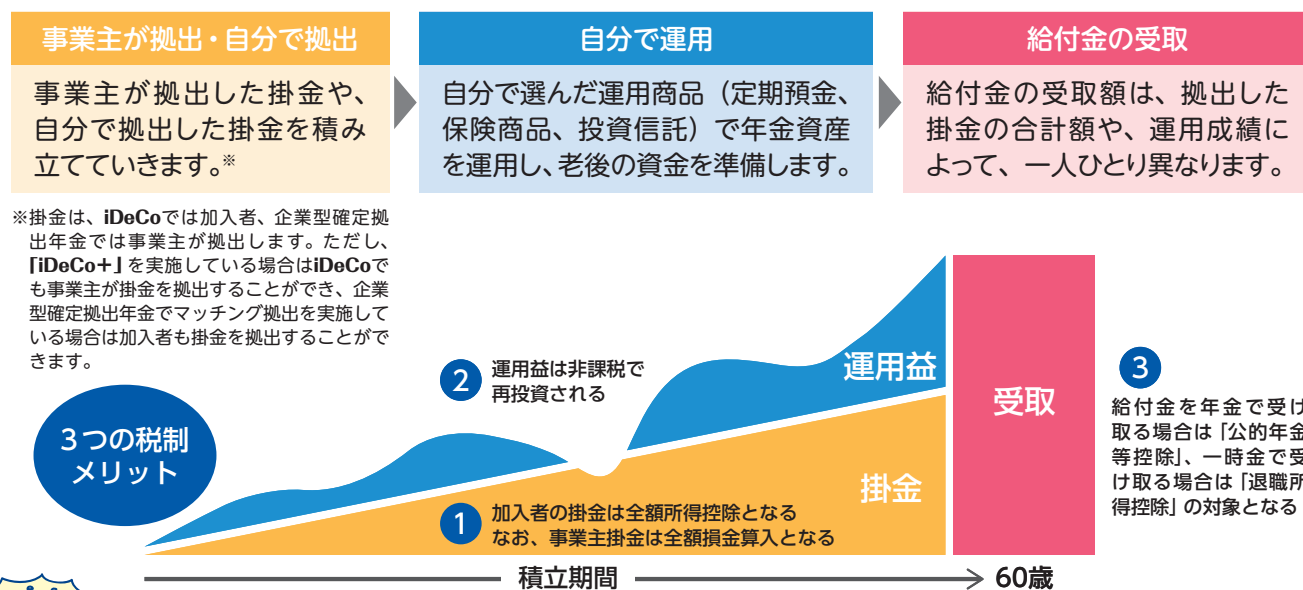 事業主が拠出・自分で拠出
事業主が拠出した掛金や、
自分で拠出した掛金を積み
立てていきます。※
自分で運用
自分で選んだ運用商品（定期預金、
保険商品、投資信託）で年金資産
を運用し、老後の資金を準備します。
給付金の受取
給付金の受取額は、拠出した
掛金の合計額や、運用成績に
よって、一人ひとり異なります。
※掛金は、iDeCoでは加入者、企業型確定拠
出年金では事業主が拠出します。ただし、
「iDeCo+」を実施している場合はiDeCoで
も事業主が掛金を拠出することができ、企業
型確定拠出年金でマッチング拠出を実施して
いる場合は加入者も掛金を拠出することがで
きます。
3つの税制
メリット
2 運用益は非課税で
再投資される
運用益
掛金
1 加入者の掛金は全額所得控除となる
なお、事業主掛金は全額損金算入となる
受取
3
給付金を年金で受け
取る場合は「公的年金
等控除」、一時金で受
け取る場合は「退職所
得控除」の対象となる
積立期間
60歳